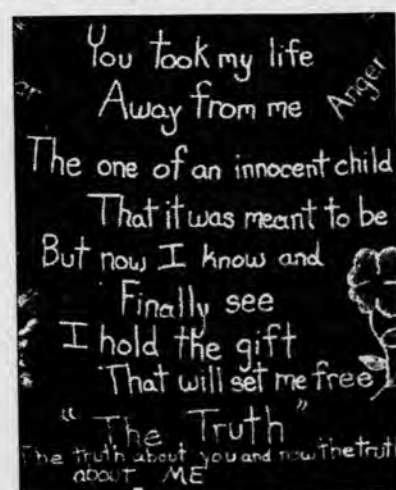 You took my life
Away from me
Anger
The one of an innocent child
That it was meant to be
But now I know and
Finally see
I hold the gift
That will set me free
"The Truth"
The truth about you and now the truth
about ME